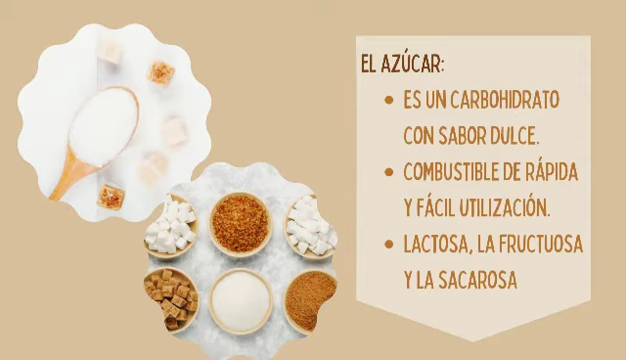 EL AZÚCAR:
• ES UN CARBOHIDRATO
CON SABOR DULCE.
• COMBUSTIBLE DE RÁPIDA
Y FÁCIL UTILIZACIÓN.
• LACTOSA, LA FRUCTUOSA
Y LA SACAROSA